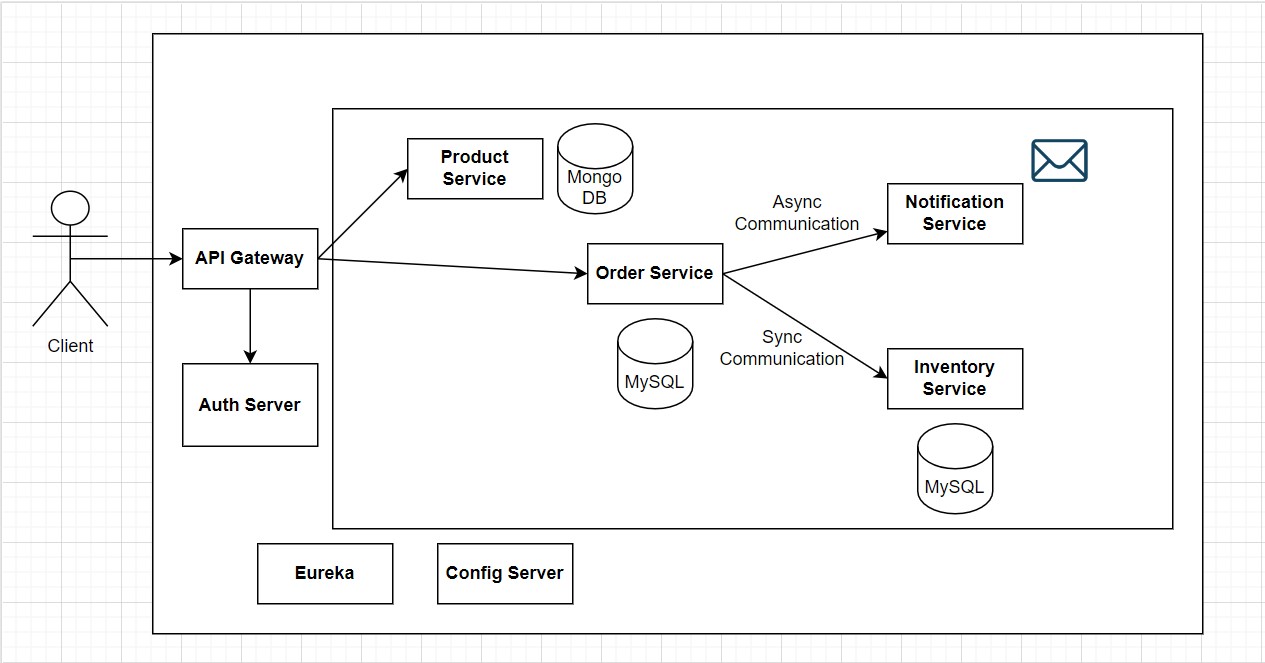 Product
Service
Mongo
DB
Async
Communication
Notification
Service
API Gateway
Order Service
Client
Sync
Communication
MySQL
Inventory
Service
Auth Server
MySQL
Eureka
Config Server